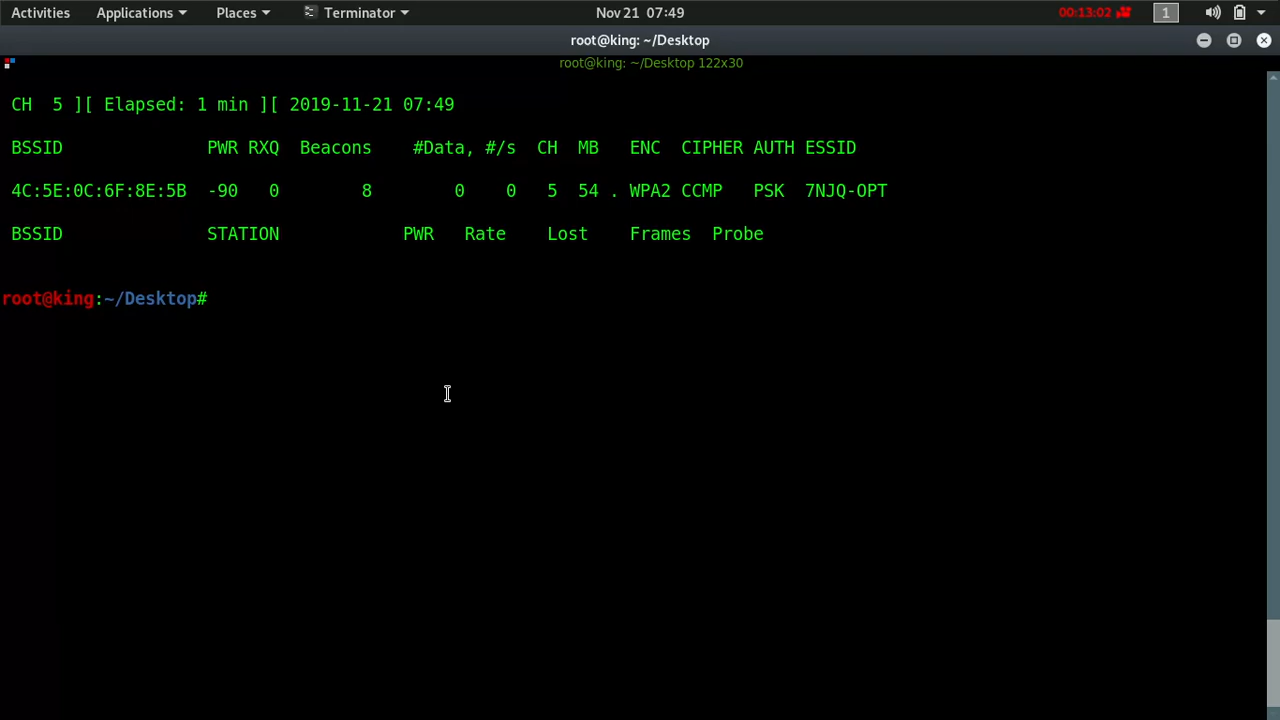 Activities Applications Places Terminator Nov 21 07:49 00:13:02 1
root@king: ~/Desktop
root@king: ~/Desktop 122x30
CH 5 ][ Elapsed: 1 min ][ 2019-11-21 07:49
BSSID PWR RXQ Beacons #Data, #/s CH MB ENC CIPHER AUTH ESSID
4C:5E:0C:6F:8E:5B -90 0 8 0 0 5 54 . WPA2 CCMP PSK 7NJQ-OPT
BSSID STATION PWR Rate Lost Frames Probe
root@king:~/Desktop#